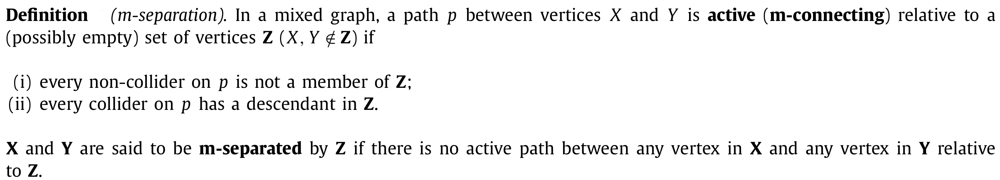 Definition (m-separation). In a mixed graph, a path p between vertices X and Y is active (m-connecting) relative to a
(possibly empty) set of vertices Z (X, Y ∉ Z) if
(i) every non-collider on p is not a member of Z;
(ii) every collider on p has a descendant in Z.
X and Y are said to be m-separated by Z if there is no active path between any vertex in X and any vertex in Y relative
to Z.